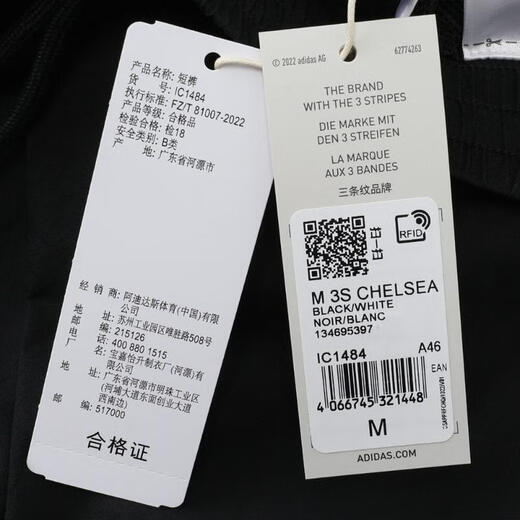 产品名称: 短裤
货 号: IC1484
执行标准: FZ/T 81007-2022
产品等级: 合格品
检验合格: 检18
安全类别: B类
产 地: 广东省河源市
经 销 商: 阿迪达斯体育(中国)有限
公司
地 址: 苏州工业园区唯胜路508号
邮 编: 215126
电 话: 400 880 1515
宝嘉怡升制衣厂(河源)有
限公司
地 址: 广东省河源市明珠工业区
(河埔大道东面创业大道
西南边)
邮 编: 517000
合格证
© 2022 adidas AG
62774263
THE BRAND
WITH THE 3 STRIPES
DIE MARKE MIT
DEN 3 STREIFEN
LA MARQUE
AUX 3 BANDES
三条纹品牌
RFID
M 3S CHELSEA
BLACK/WHITE
NOIR/BLANC
134695397
IC1484 A46
EAN
4 066745 321448
M
ADIDAS.COM